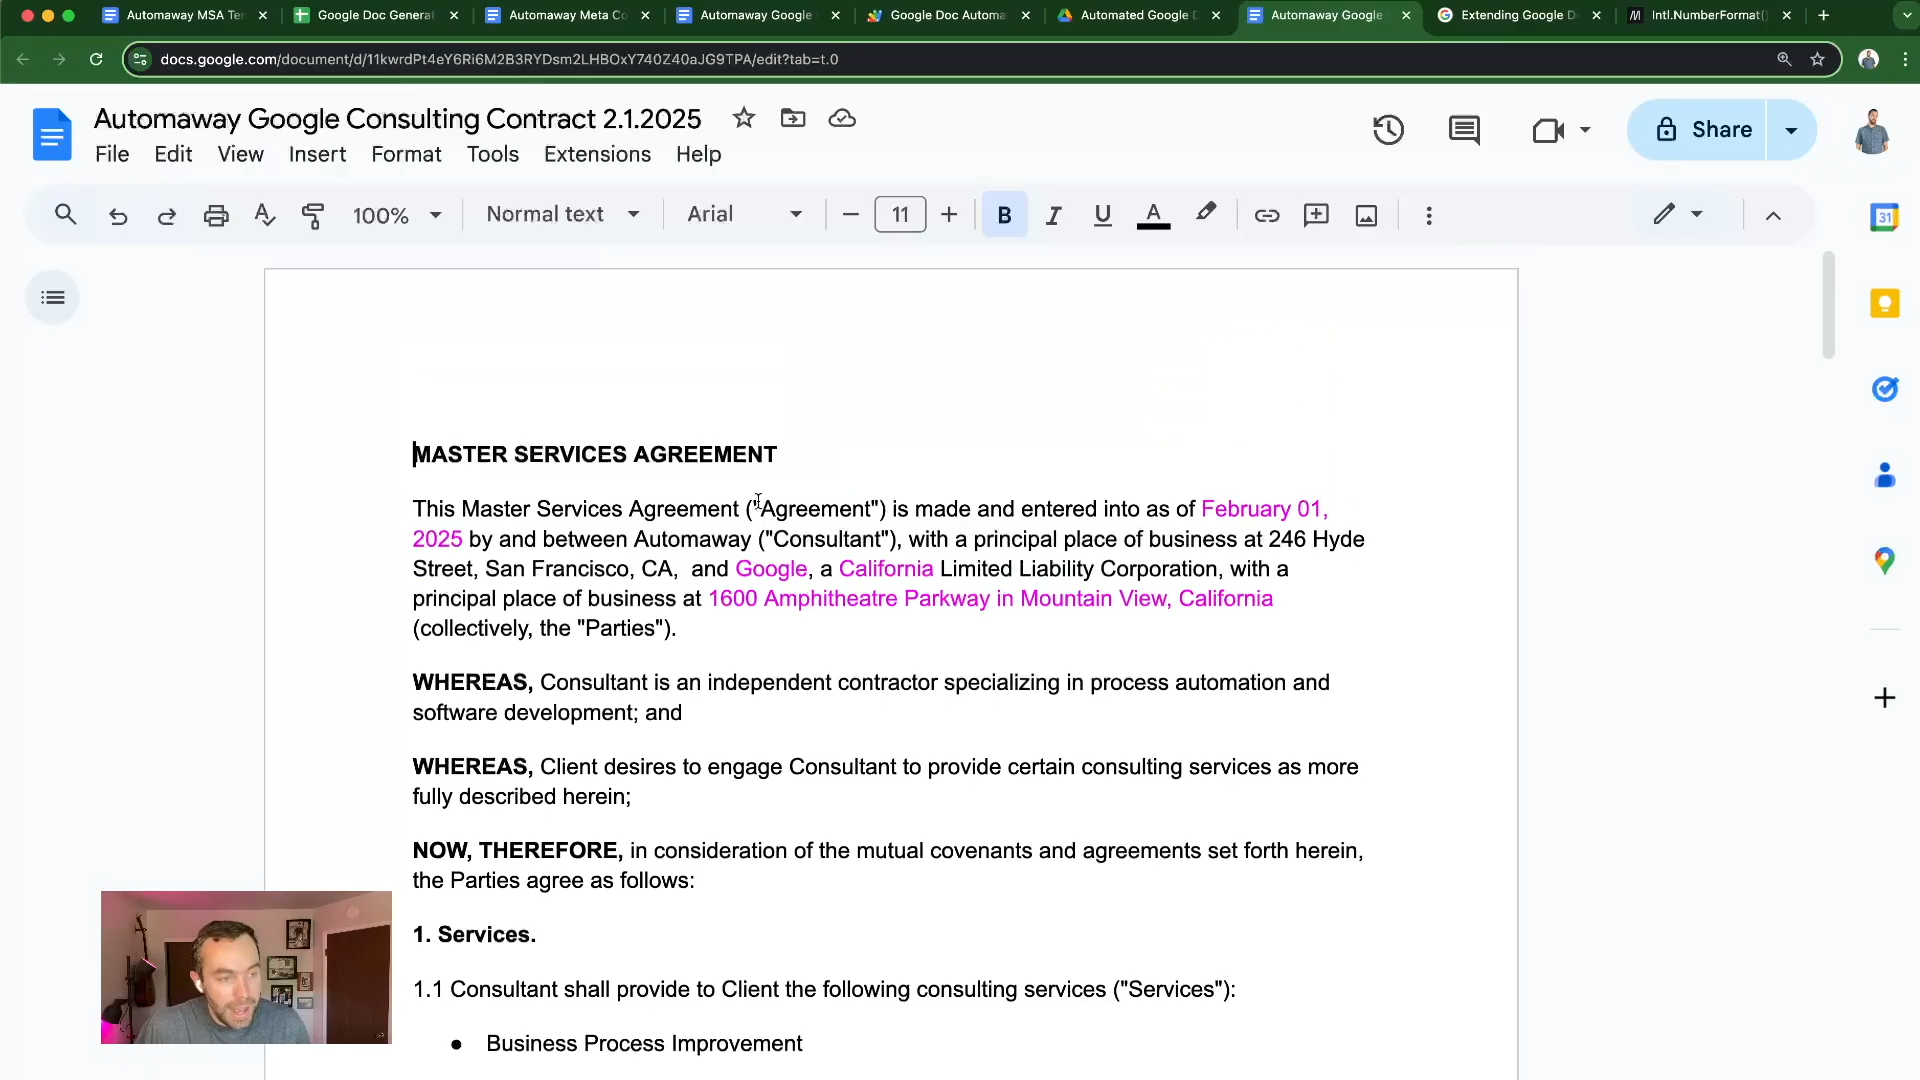 Automaway MSA Ter
Google Doc Generat
Automaway Meta Co
Automaway Google
Google Doc Automa
Automated Google D
Automaway Google
Extending Google D
Intl.NumberFormat()
docs.google.com/document/d/11kwrdPt4eY6Ri6M2B3RYDsm2LHBOxY740Z40aJG9TPA/edit?tab=t.0
Automaway Google Consulting Contract 2.1.2025
Share
File Edit View Insert Format Tools Extensions Help
100% Normal text Arial 11 B I U A
31
MASTER SERVICES AGREEMENT
This Master Services Agreement ("Agreement") is made and entered into as of February 01,
2025 by and between Automaway ("Consultant"), with a principal place of business at 246 Hyde
Street, San Francisco, CA,  and Google, a California Limited Liability Corporation, with a
principal place of business at 1600 Amphitheatre Parkway in Mountain View, California
(collectively, the "Parties").
WHEREAS, Consultant is an independent contractor specializing in process automation and
software development; and
WHEREAS, Client desires to engage Consultant to provide certain consulting services as more
fully described herein;
NOW, THEREFORE, in consideration of the mutual covenants and agreements set forth herein,
the Parties agree as follows:
1. Services.
1.1 Consultant shall provide to Client the following consulting services ("Services"):
● Business Process Improvement